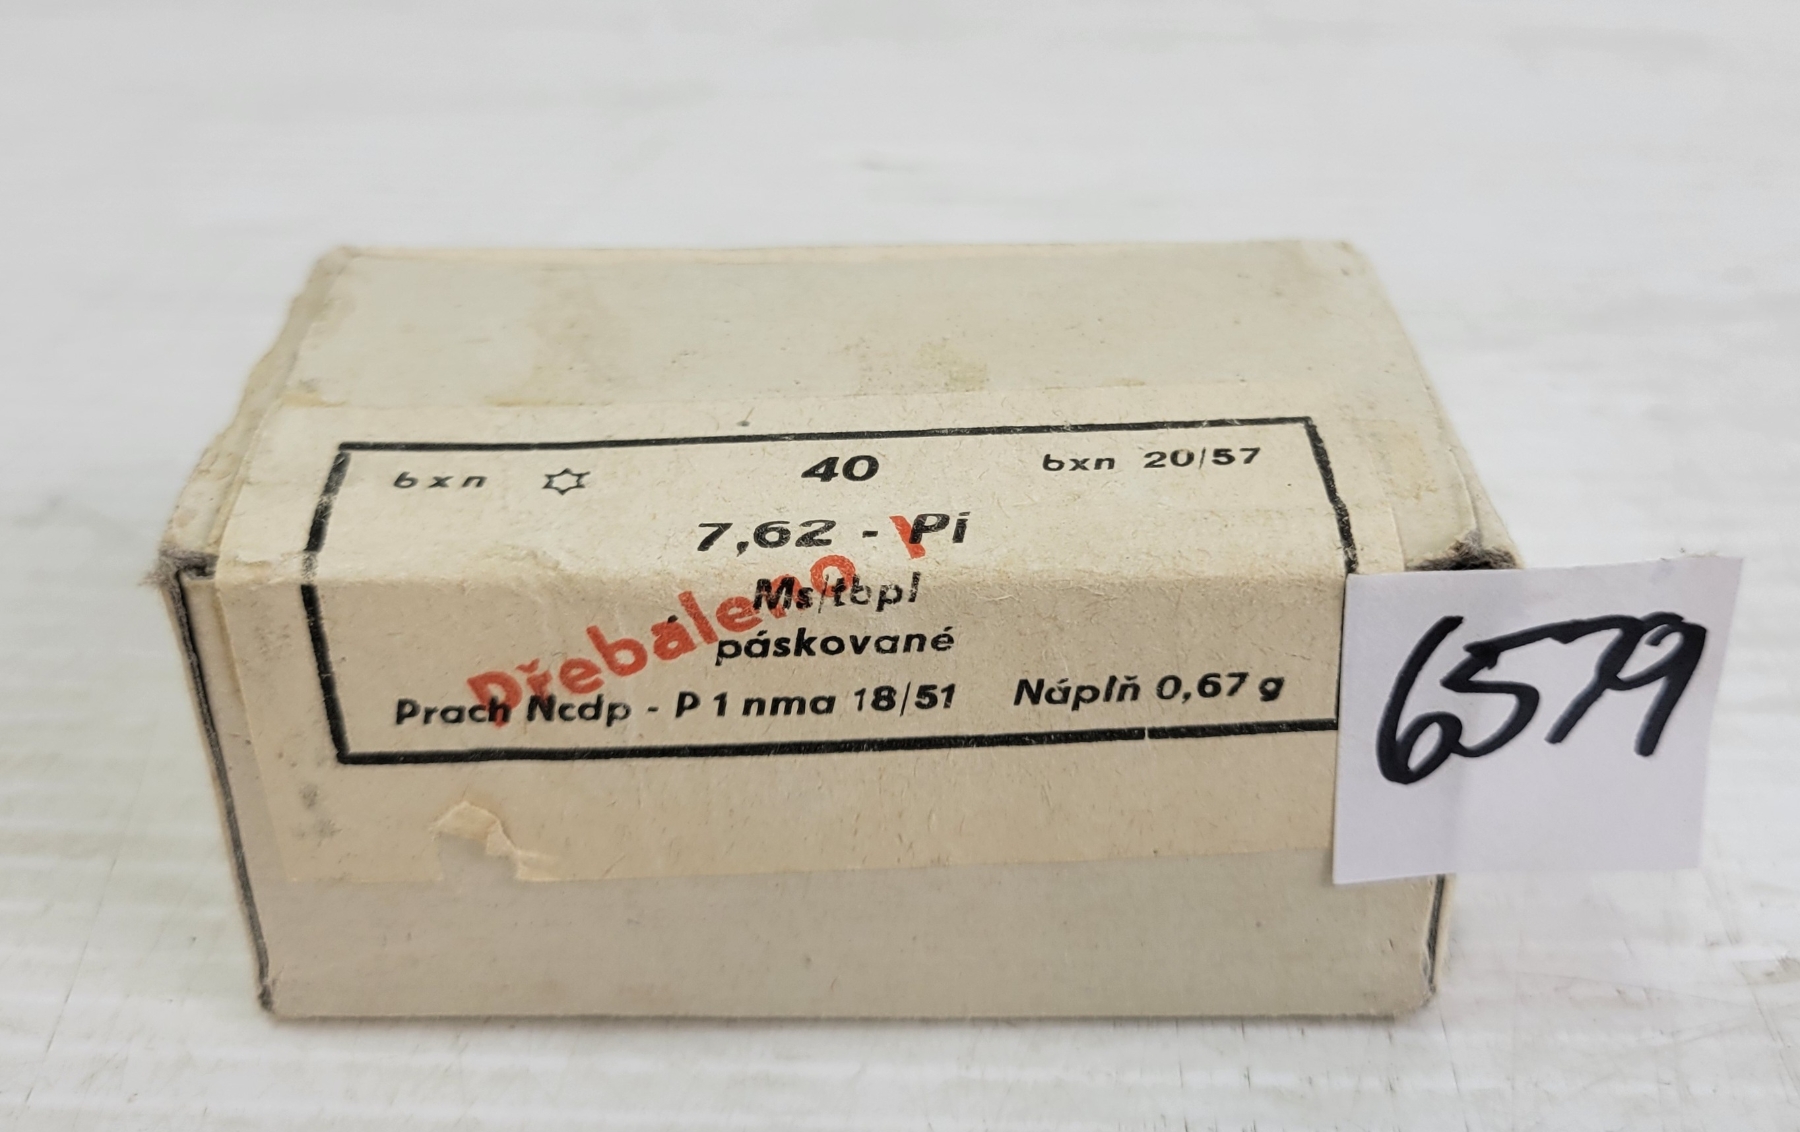 bxn 40 bxn 20/57
7,62 - Pi
Ms/tbpl
páskované
Prach Ncdp - P 1 nma 18/51 Náplň 0,67 g
Přebaleno !
6579